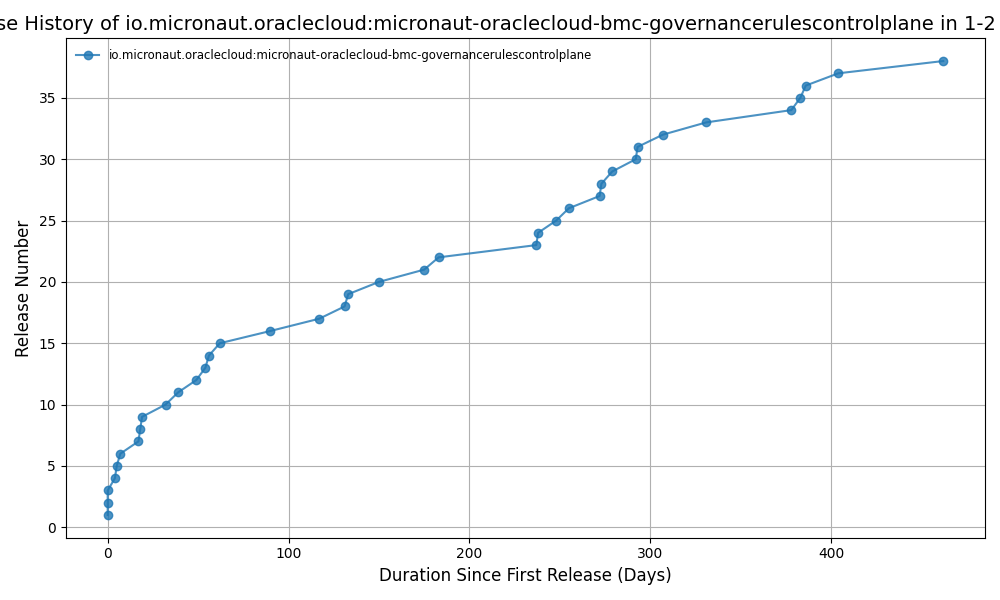 se History of io.micronaut.oraclecloud:micronaut-oraclecloud-bmc-governancerulescontrolplane in 1-2
io.micronaut.oraclecloud:micronaut-oraclecloud-bmc-governancerulescontrolplane
Release Number
35
30
25
20
15
10
5
0
0 100 200 300 400
Duration Since First Release (Days)